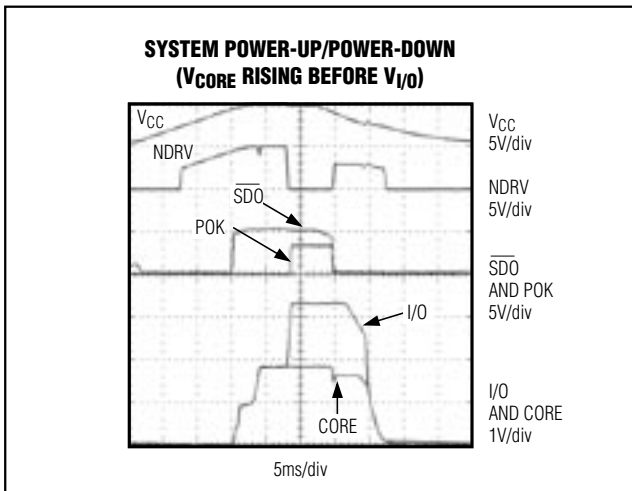 SYSTEM POWER-UP/POWER-DOWN
(VCORE RISING BEFORE VI/O)
VCC
NDRV
SDO
POK
I/O
CORE
VCC
5V/div
NDRV
5V/div
SDO
AND POK
5V/div
I/O
AND CORE
1V/div
5ms/div